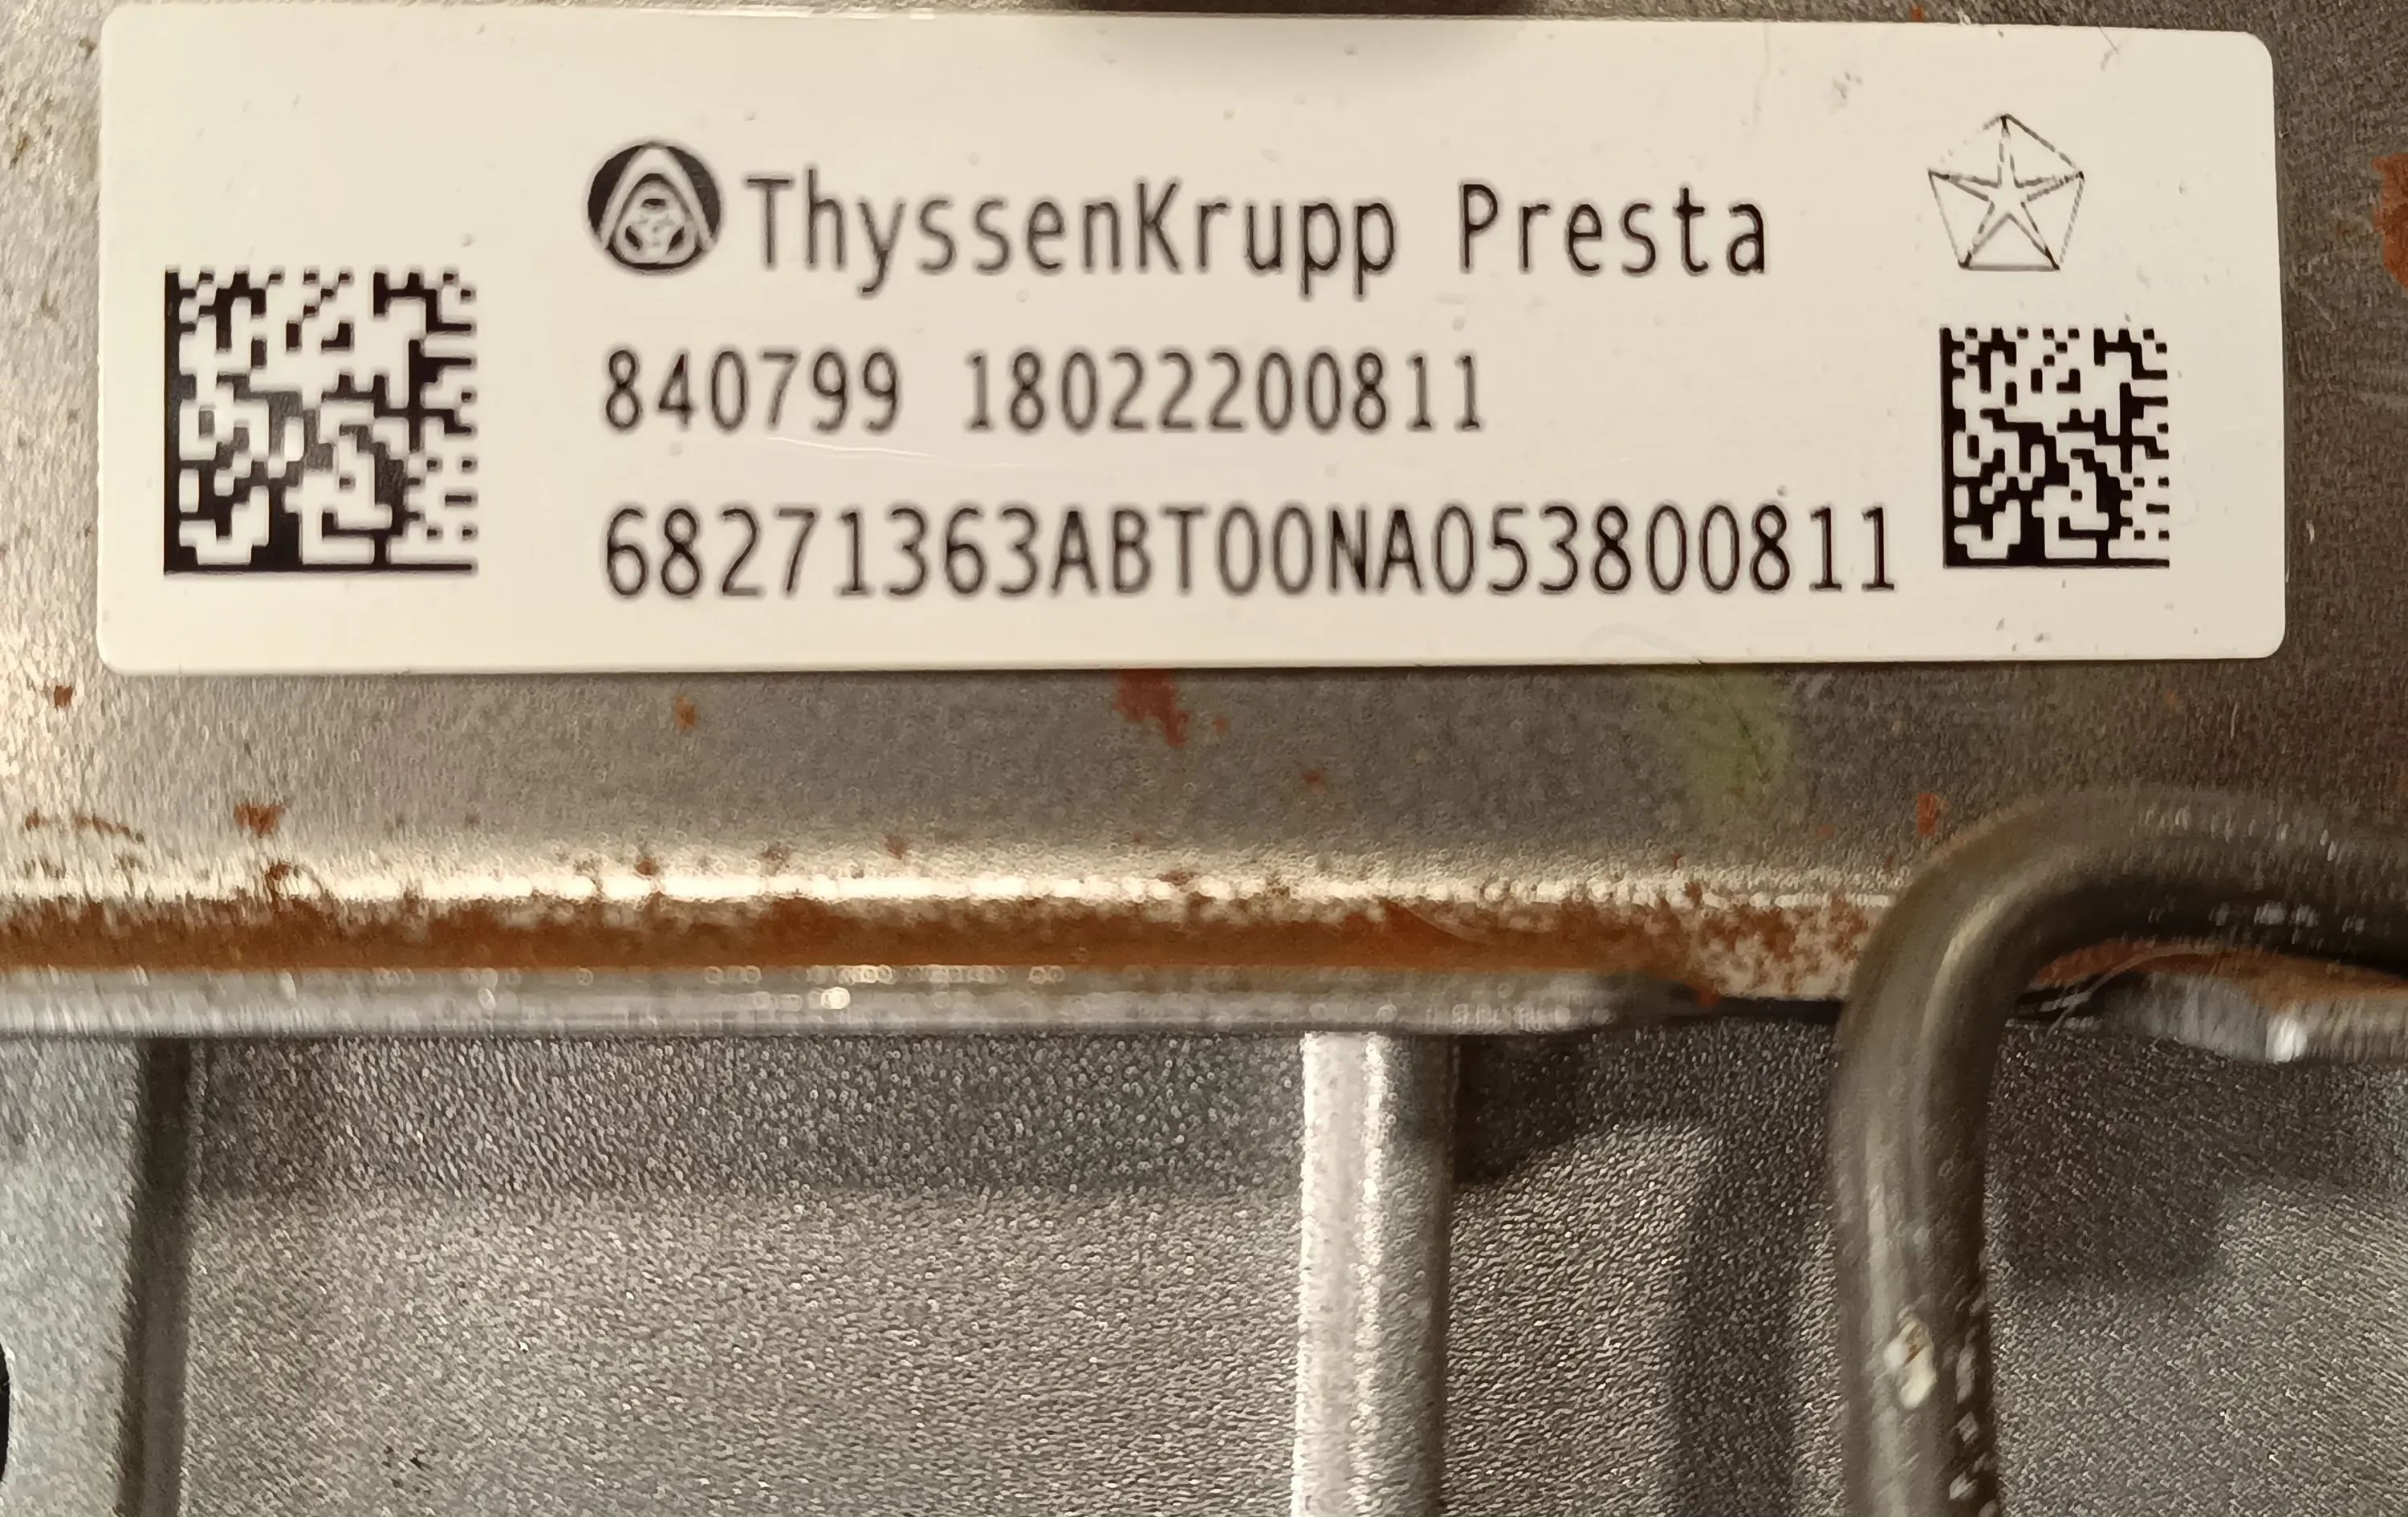 ThyssenKrupp Presta
840799 18022200811
68271363ABT00NA053800811